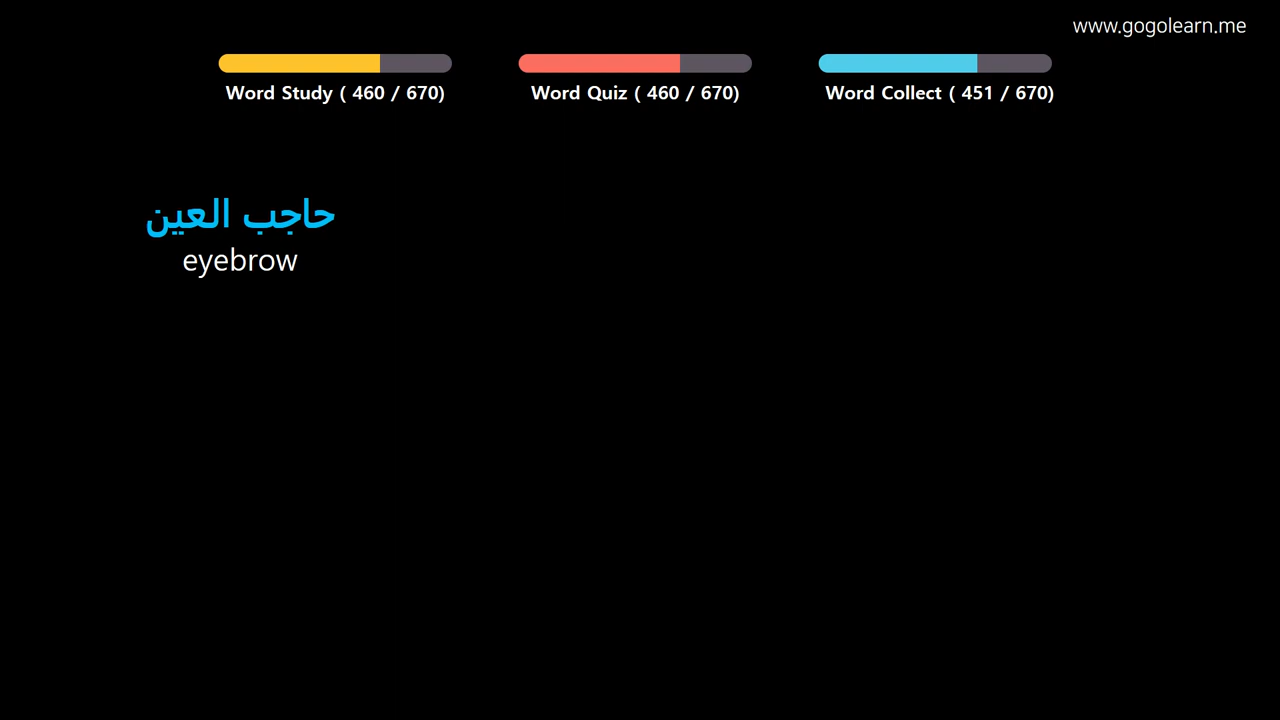 www.gogolearn.me
Word Study ( 460 / 670)
Word Quiz ( 460 / 670)
Word Collect ( 451 / 670)
حاجب العين
eyebrow